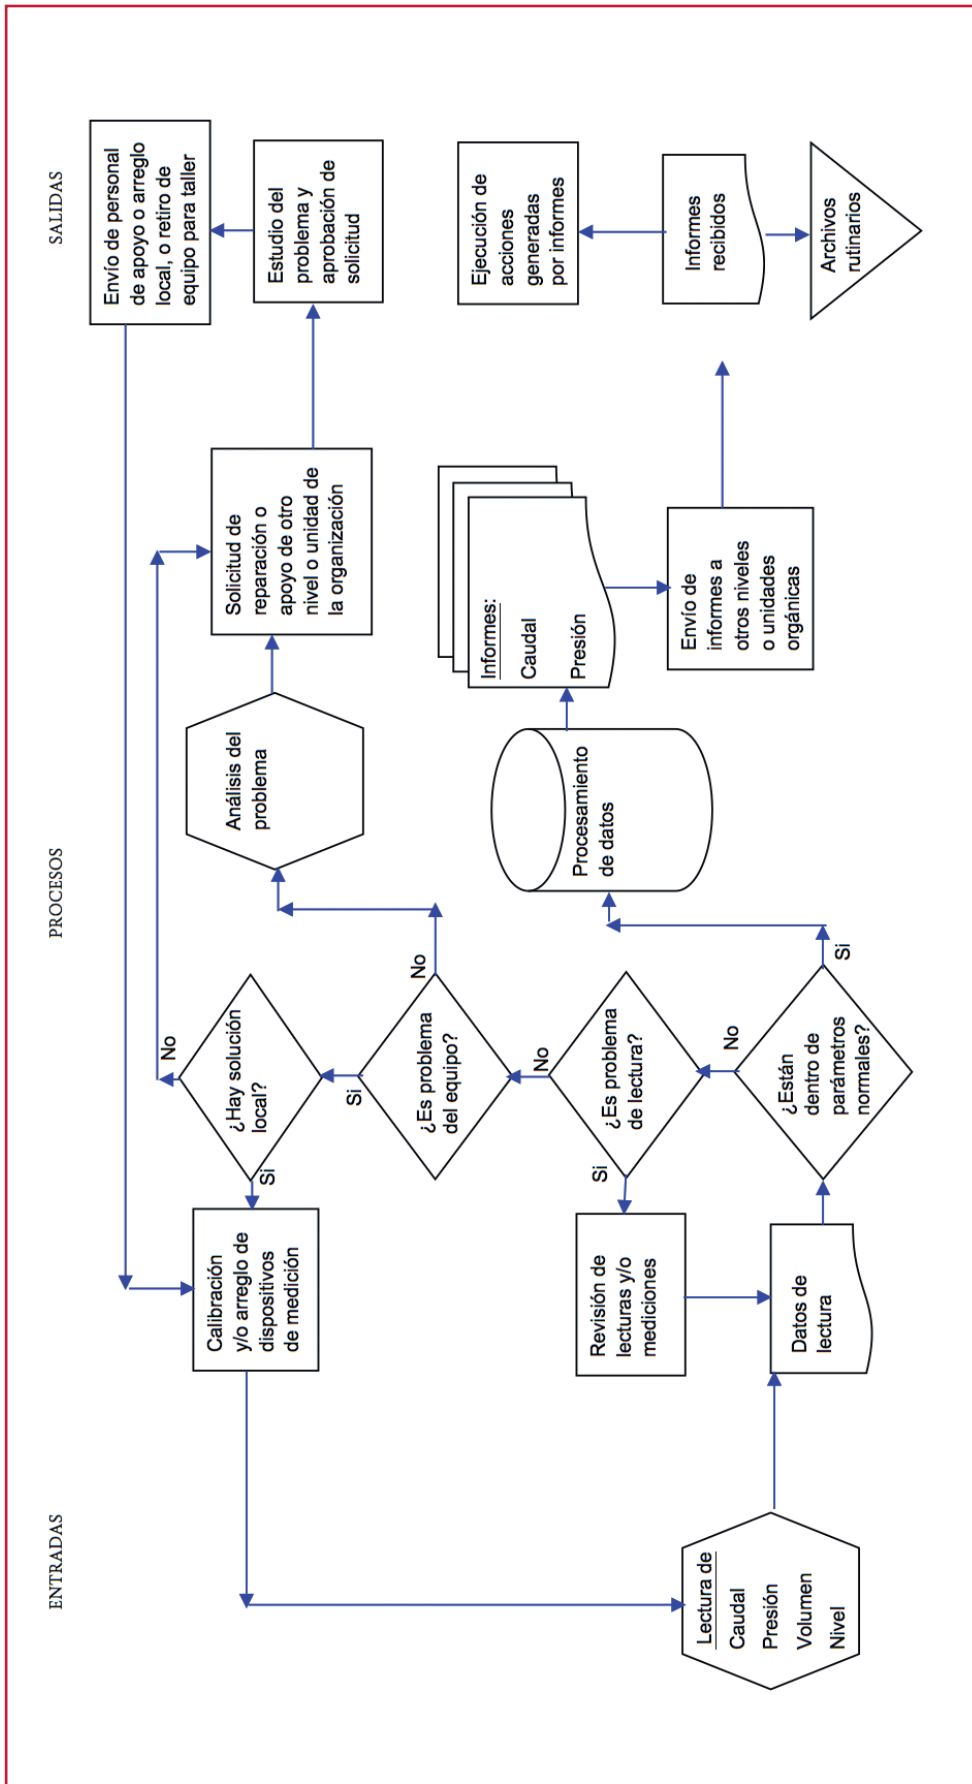 ENTRADAS
PROCESOS
SALIDAS
Lectura de
Caudal
Presión
Volumen
Nivel
Calibración
y/o arreglo de
dispositivos
de medición
Revisión de
lecturas y/o
mediciones
Datos de
lectura
¿Hay solución
local?
Si
No
¿Es problema
del equipo?
Si
No
¿Es problema
de lectura?
Si
No
¿Están
dentro de
parámetros
normales?
No
Si
Análisis del
problema
Procesamiento
de datos
Solicitud de
reparación o
apoyo de otro
nivel o unidad de
la organización
Informes:
Caudal
Presión
Envío de
informes a
otros niveles
o unidades
orgánicas
Envío de personal
de apoyo o arreglo
local, o retiro de
equipo para taller
Estudio del
problema y
aprobación de
solicitud
Ejecución de
acciones
generadas
por informes
Informes
recibidos
Archivos
rutinarios